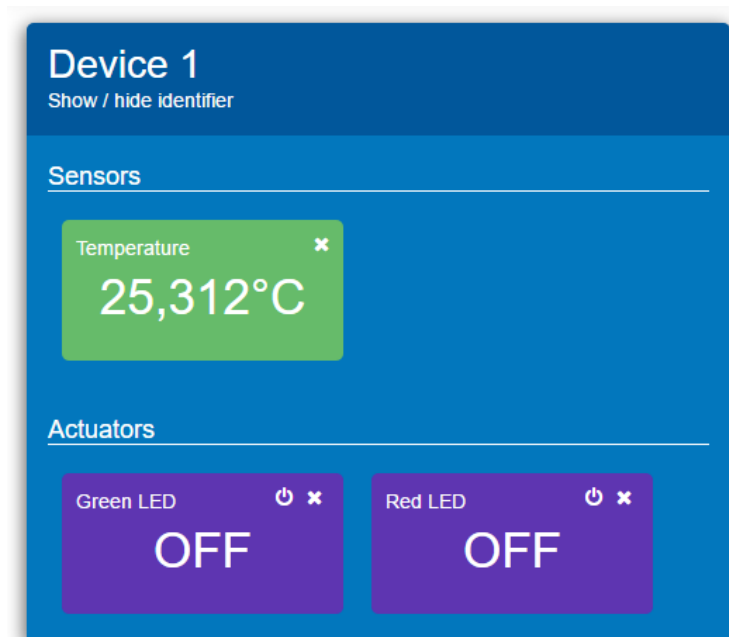 Device 1
Show / hide identifier
Sensors
Temperature
25,312°C
Actuators
Green LED
OFF
Red LED
OFF